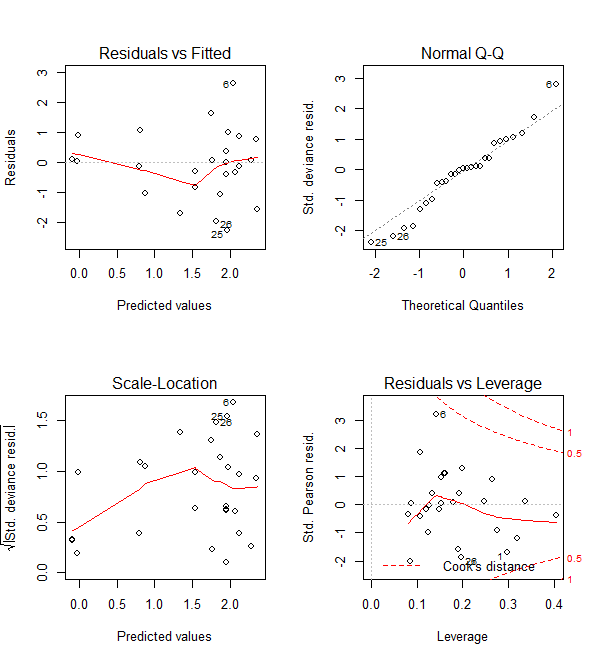 Residuals vs Fitted
Residuals
3
2
1
0
-1
-2
6
26
25
0.0 0.5 1.0 1.5 2.0
Predicted values
Normal Q-Q
Std. deviance resid.
3
2
1
0
-1
-2
6
25
26
-2 -1 0 1 2
Theoretical Quantiles
Scale-Location
√|Std. deviance resid.|
1.5
1.0
0.5
0.0
6
25
26
0.0 0.5 1.0 1.5 2.0
Predicted values
Residuals vs Leverage
Std. Pearson resid.
3
2
1
0
-1
-2
6
1
0.5
26
1
0.5
1
Cook's distance
0.0 0.1 0.2 0.3 0.4
Leverage